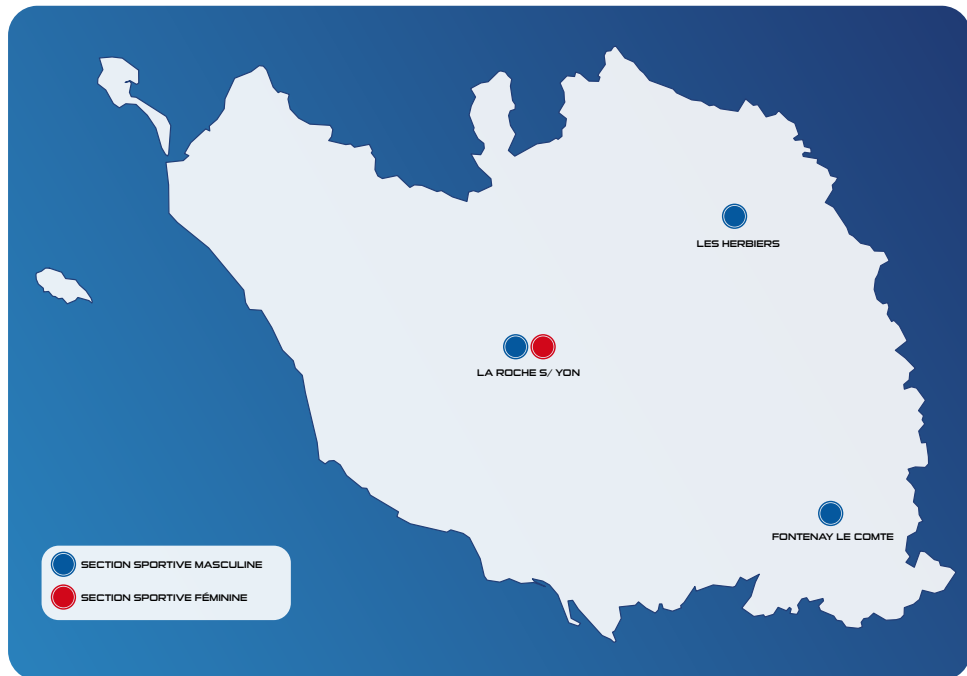 LES HERBIERS
LA ROCHE S/ YON
FONTENAY LE COMTE
SECTION SPORTIVE MASCULINE
SECTION SPORTIVE FÉMININE